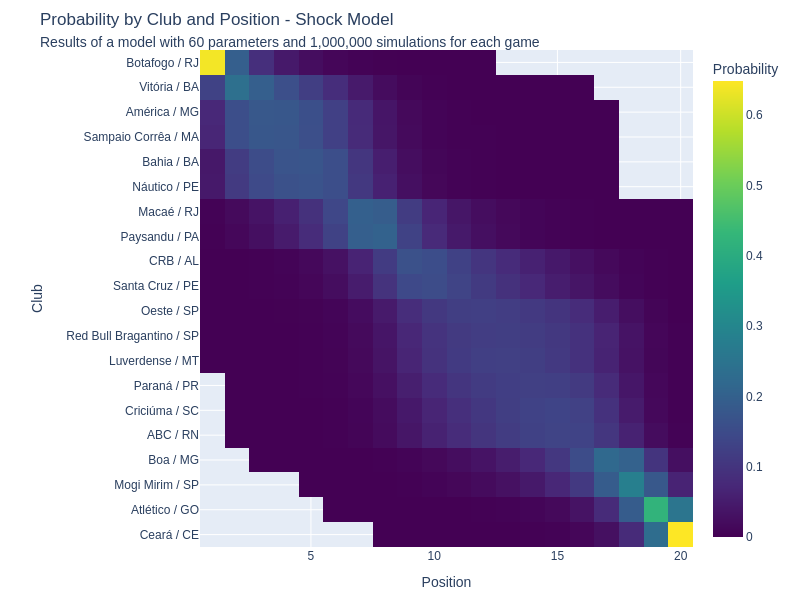 Probability by Club and Position - Shock Model
Results of a model with 60 parameters and 1,000,000 simulations for each game
Probability
Botafogo / RJ
Vitória / BA
América / MG
Sampaio Corrêa / MA
Bahia / BA
Náutico / PE
Macaé / RJ
Paysandu / PA
CRB / AL
Santa Cruz / PE
Oeste / SP
Red Bull Bragantino / SP
Luverdense / MT
Paraná / PR
Criciúma / SC
ABC / RN
Boa / MG
Mogi Mirim / SP
Atlético / GO
Ceará / CE
Club
5
10
15
20
Position
0.6
0.5
0.4
0.3
0.2
0.1
0